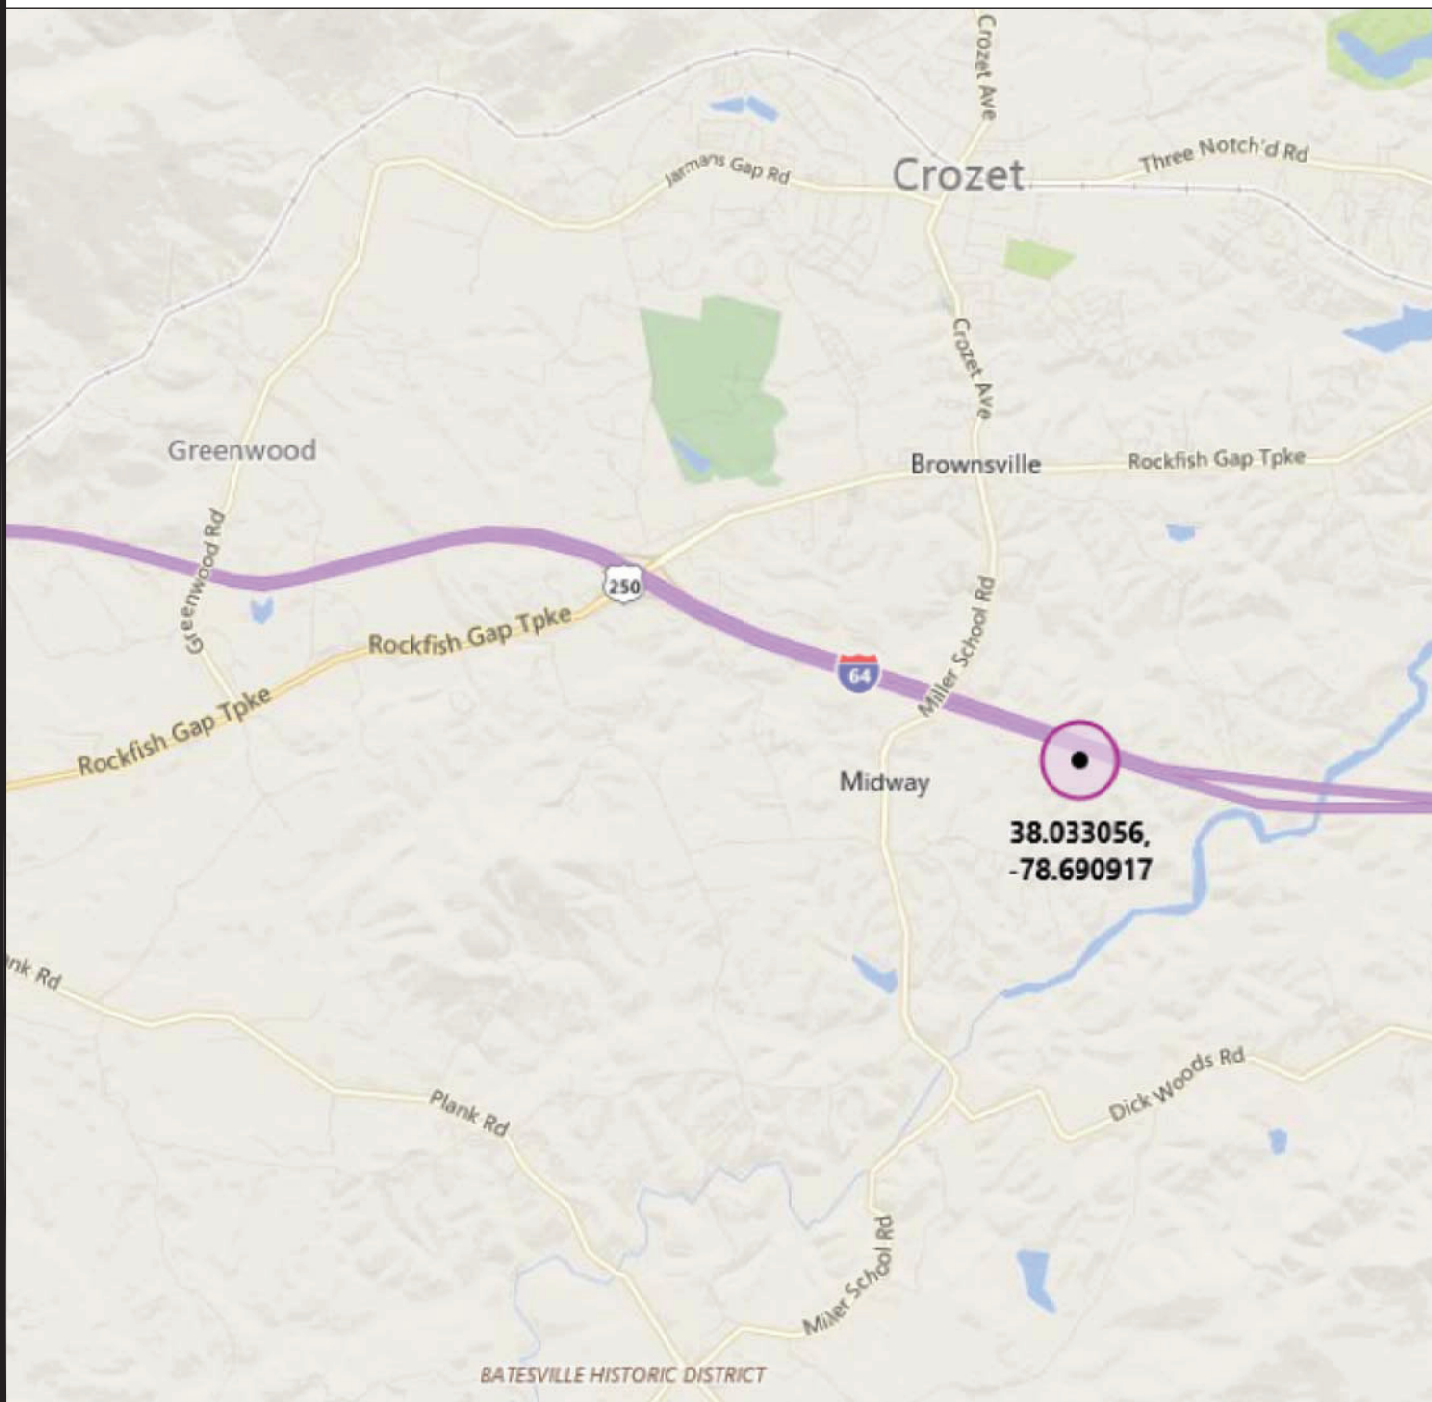 Crozet Ave
Three Notch'd Rd
Jarmans Gap Rd
Crozet
Crozet Ave
Greenwood
Brownsville
Rockfish Gap Tpke
Greenwood Rd
250
Rockfish Gap Tpke
Miller School Rd
64
Rockfish Gap Tpke
Midway
38.033056,
-78.690917
Rd
Dick Woods Rd
Plank Rd
Miller School Rd
BATESVILLE HISTORIC DISTRICT